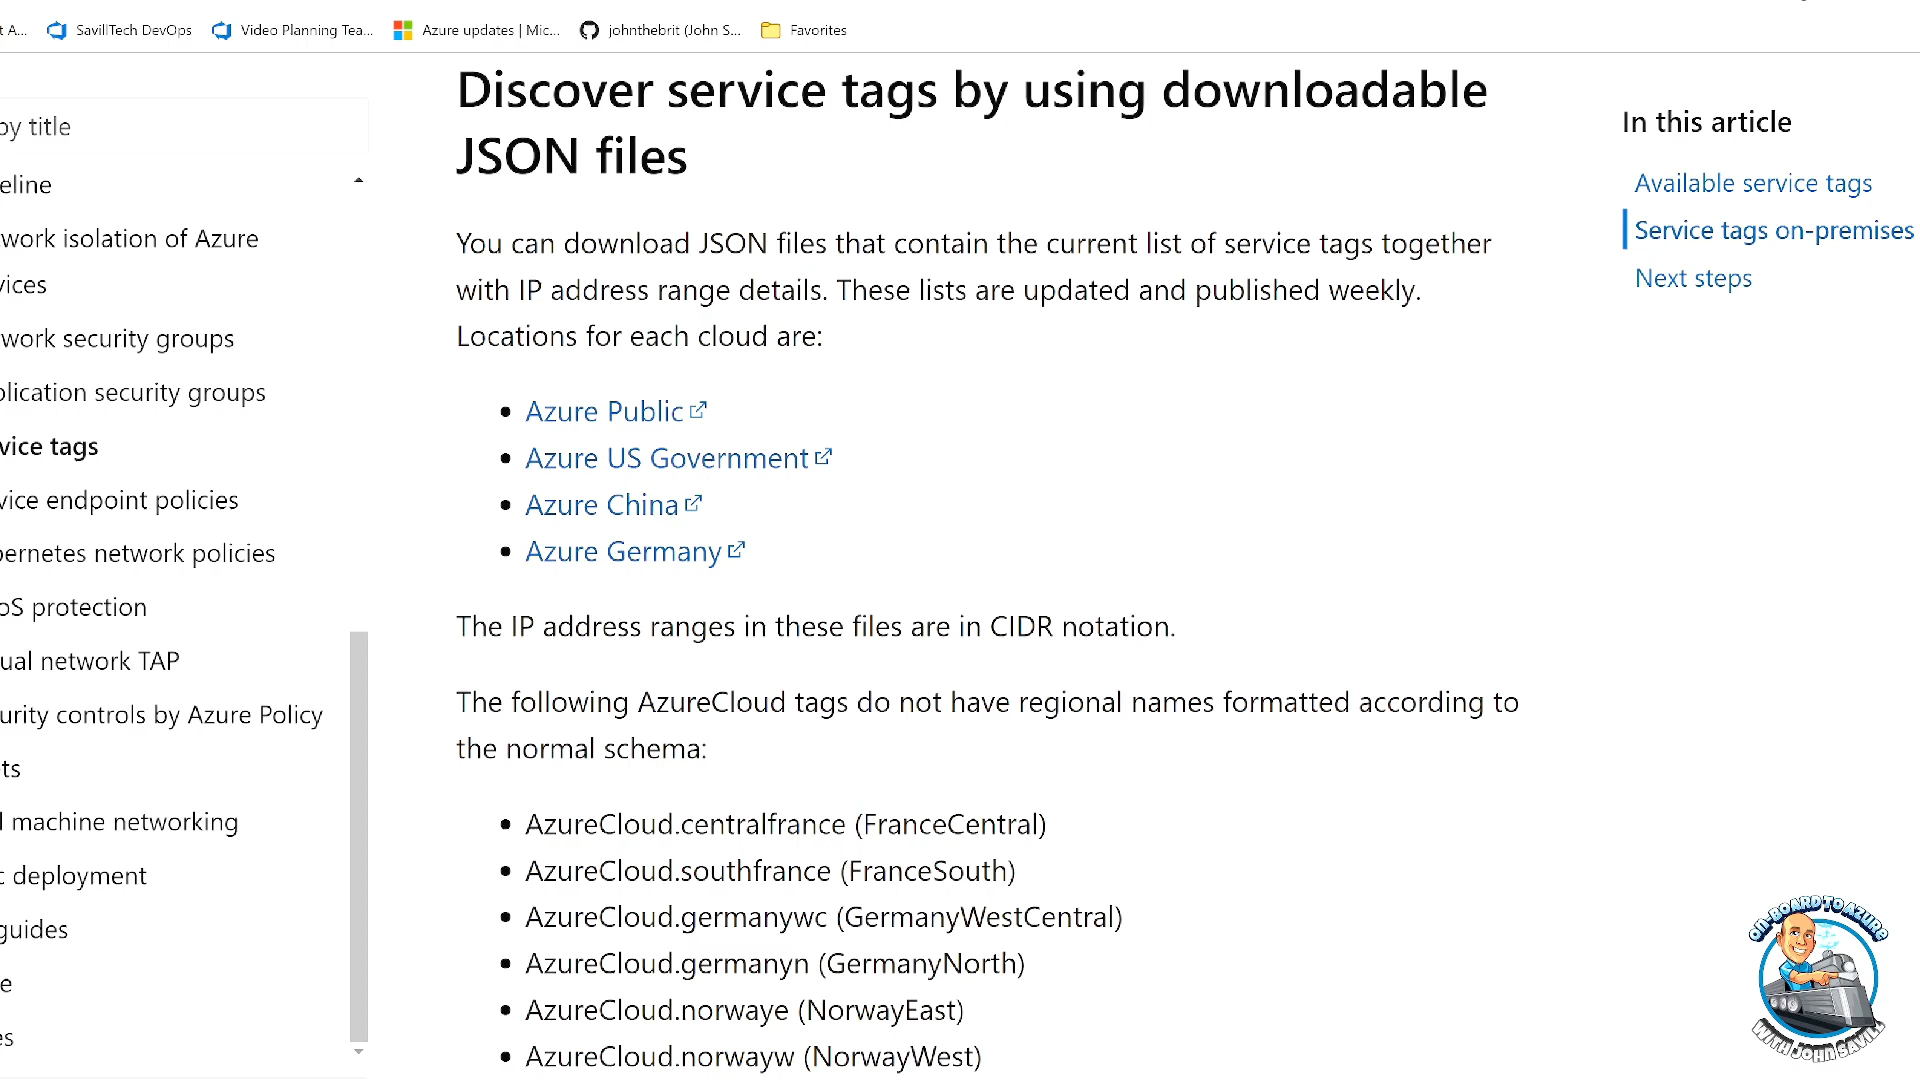 t A...
SavillTech DevOps
Video Planning Tea...
Azure updates | Mic...
johnthebrit (John S...
Favorites
by title
eline
work isolation of Azure
vices
work security groups
plication security groups
vice tags
vice endpoint policies
bernetes network policies
oS protection
ual network TAP
urity controls by Azure Policy
ts
l machine networking
c deployment
guides
e
es
Discover service tags by using downloadable
JSON files
You can download JSON files that contain the current list of service tags together
with IP address range details. These lists are updated and published weekly.
Locations for each cloud are:
• Azure Public
• Azure US Government
• Azure China
• Azure Germany
The IP address ranges in these files are in CIDR notation.
The following AzureCloud tags do not have regional names formatted according to
the normal schema:
• AzureCloud.centralfrance (FranceCentral)
• AzureCloud.southfrance (FranceSouth)
• AzureCloud.germanywc (GermanyWestCentral)
• AzureCloud.germanyn (GermanyNorth)
• AzureCloud.norwaye (NorwayEast)
• AzureCloud.norwayw (NorwayWest)
In this article
Available service tags
Service tags on-premises
Next steps
ON-BOARD TO AZURE
WITH JOHN SAVILL